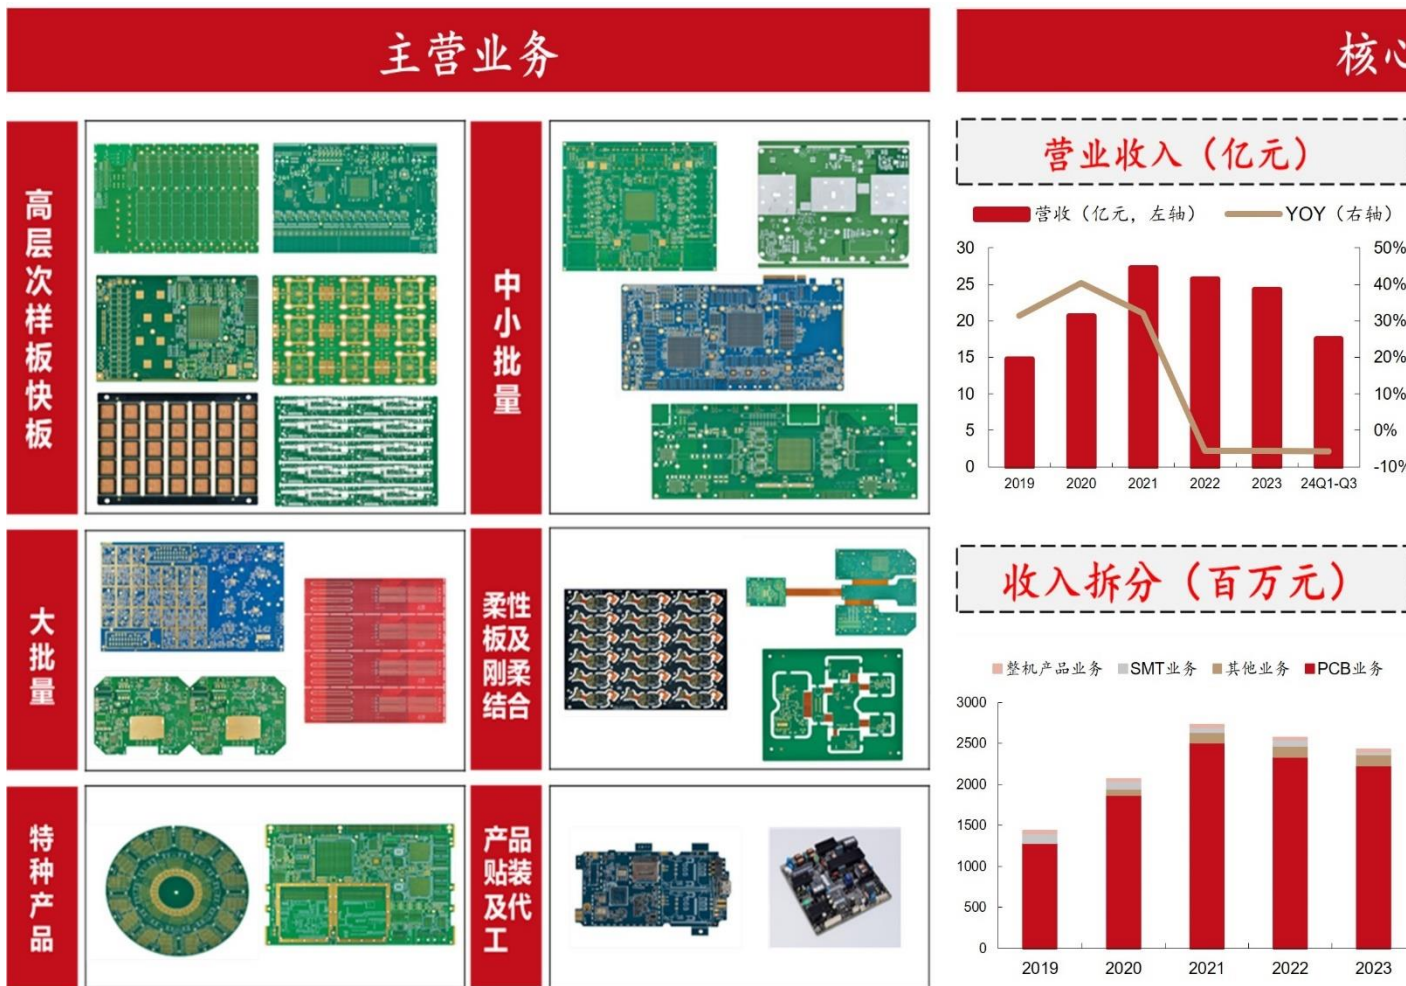 主营业务
核心
高层次样板快板
中小批量
大批量
柔性板及刚柔结合
特种产品
产品贴装及代工
营业收入（亿元）
营收（亿元，左轴）
YOY（右轴）
30
25
20
15
10
5
0
50%
40%
30%
20%
10%
0%
-10%
2019
2020
2021
2022
2023
24Q1-Q3
收入拆分（百万元）
整机产品业务
SMT业务
其他业务
PCB业务
3000
2500
2000
1500
1000
500
0
2019
2020
2021
2022
2023